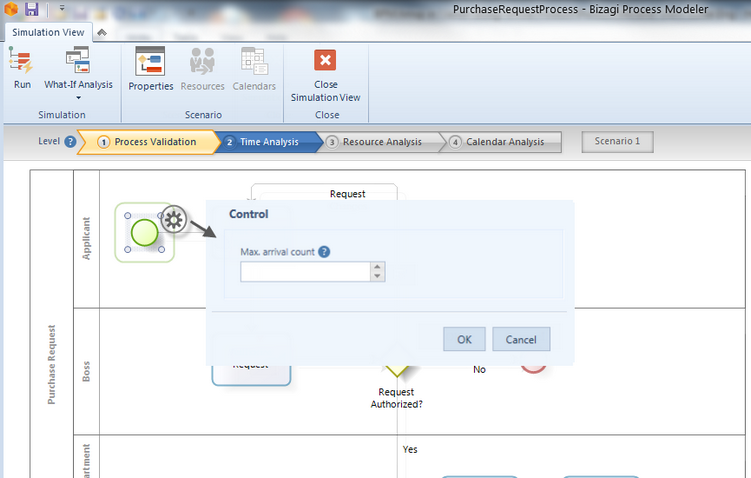 PurchaseRequestProcess - Bizagi Process Modeler
Simulation View
Run
What-If Analysis
Properties
Resources
Calendars
Close
Simulation View
Simulation
Scenario
Close
Level ?
1 Process Validation
2 Time Analysis
3 Resource Analysis
4 Calendar Analysis
Scenario 1
Request
Applicant
Control
Max. arrival count ?
OK
Cancel
Purchase Request
Boss
Request
No
Request
Authorized?
Yes
artment